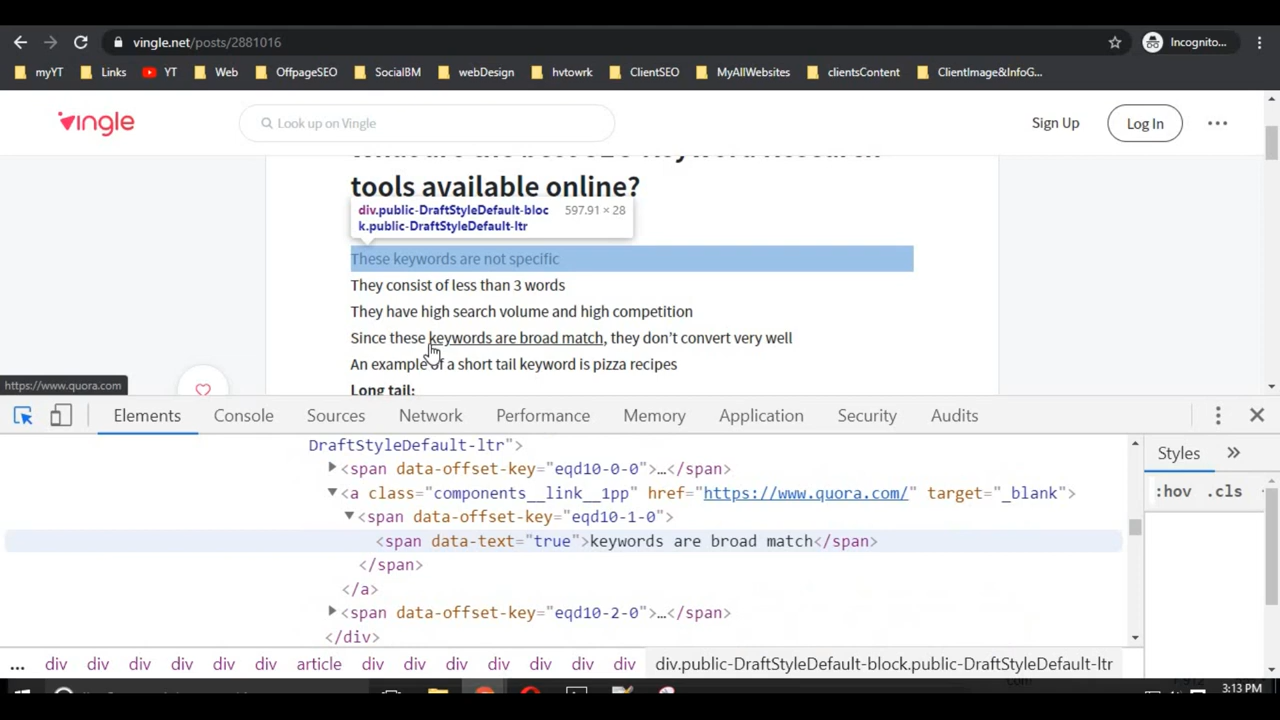 vingle.net/posts/2881016
Incognito...
myYT Links YT Web OffpageSEO SocialBM webDesign hvtowrk ClientSEO MyAllWebsites clientsContent ClientImage&InfoG...
Vingle
Look up on Vingle
Sign Up
Log In
What are the best SEO Keyword Research
tools available online?
div.public-DraftStyleDefault-bloc 597.91 × 28
k.public-DraftStyleDefault-ltr
These keywords are not specific
They consist of less than 3 words
They have high search volume and high competition
Since these keywords are broad match, they don’t convert very well
An example of a short tail keyword is pizza recipes
https://www.quora.com
Long tail:
Elements Console Sources Network Performance Memory Application Security Audits
DraftStyleDefault-ltr">
<span data-offset-key="eqd10-0-0">…</span>
<a class="components__link__1pp" href="https://www.quora.com/" target="_blank">
<span data-offset-key="eqd10-1-0">
<span data-text="true">keywords are broad match</span>
</span>
</a>
<span data-offset-key="eqd10-2-0">…</span>
</div>
Styles »
:hov .cls
... div div div div div div article div div div div div div div div.public-DraftStyleDefault-block.public-DraftStyleDefault-ltr
3:13 PM